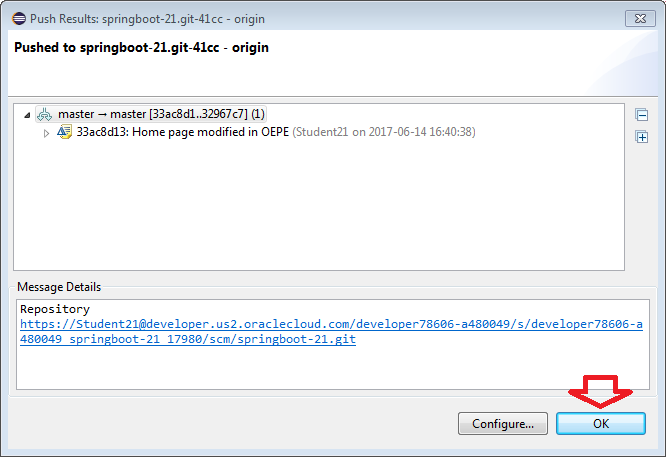 Push Results: springboot-21.git-41cc - origin
Pushed to springboot-21.git-41cc - origin
master → master [33ac8d1..32967c7] (1)
33ac8d13: Home page modified in OEPE (Student21 on 2017-06-14 16:40:38)
Message Details
Repository
https://Student21@developer.us2.oraclecloud.com/developer78606-a480049/s/developer78606-a
480049_springboot-21_17980/scm/springboot-21.git
Configure...
OK